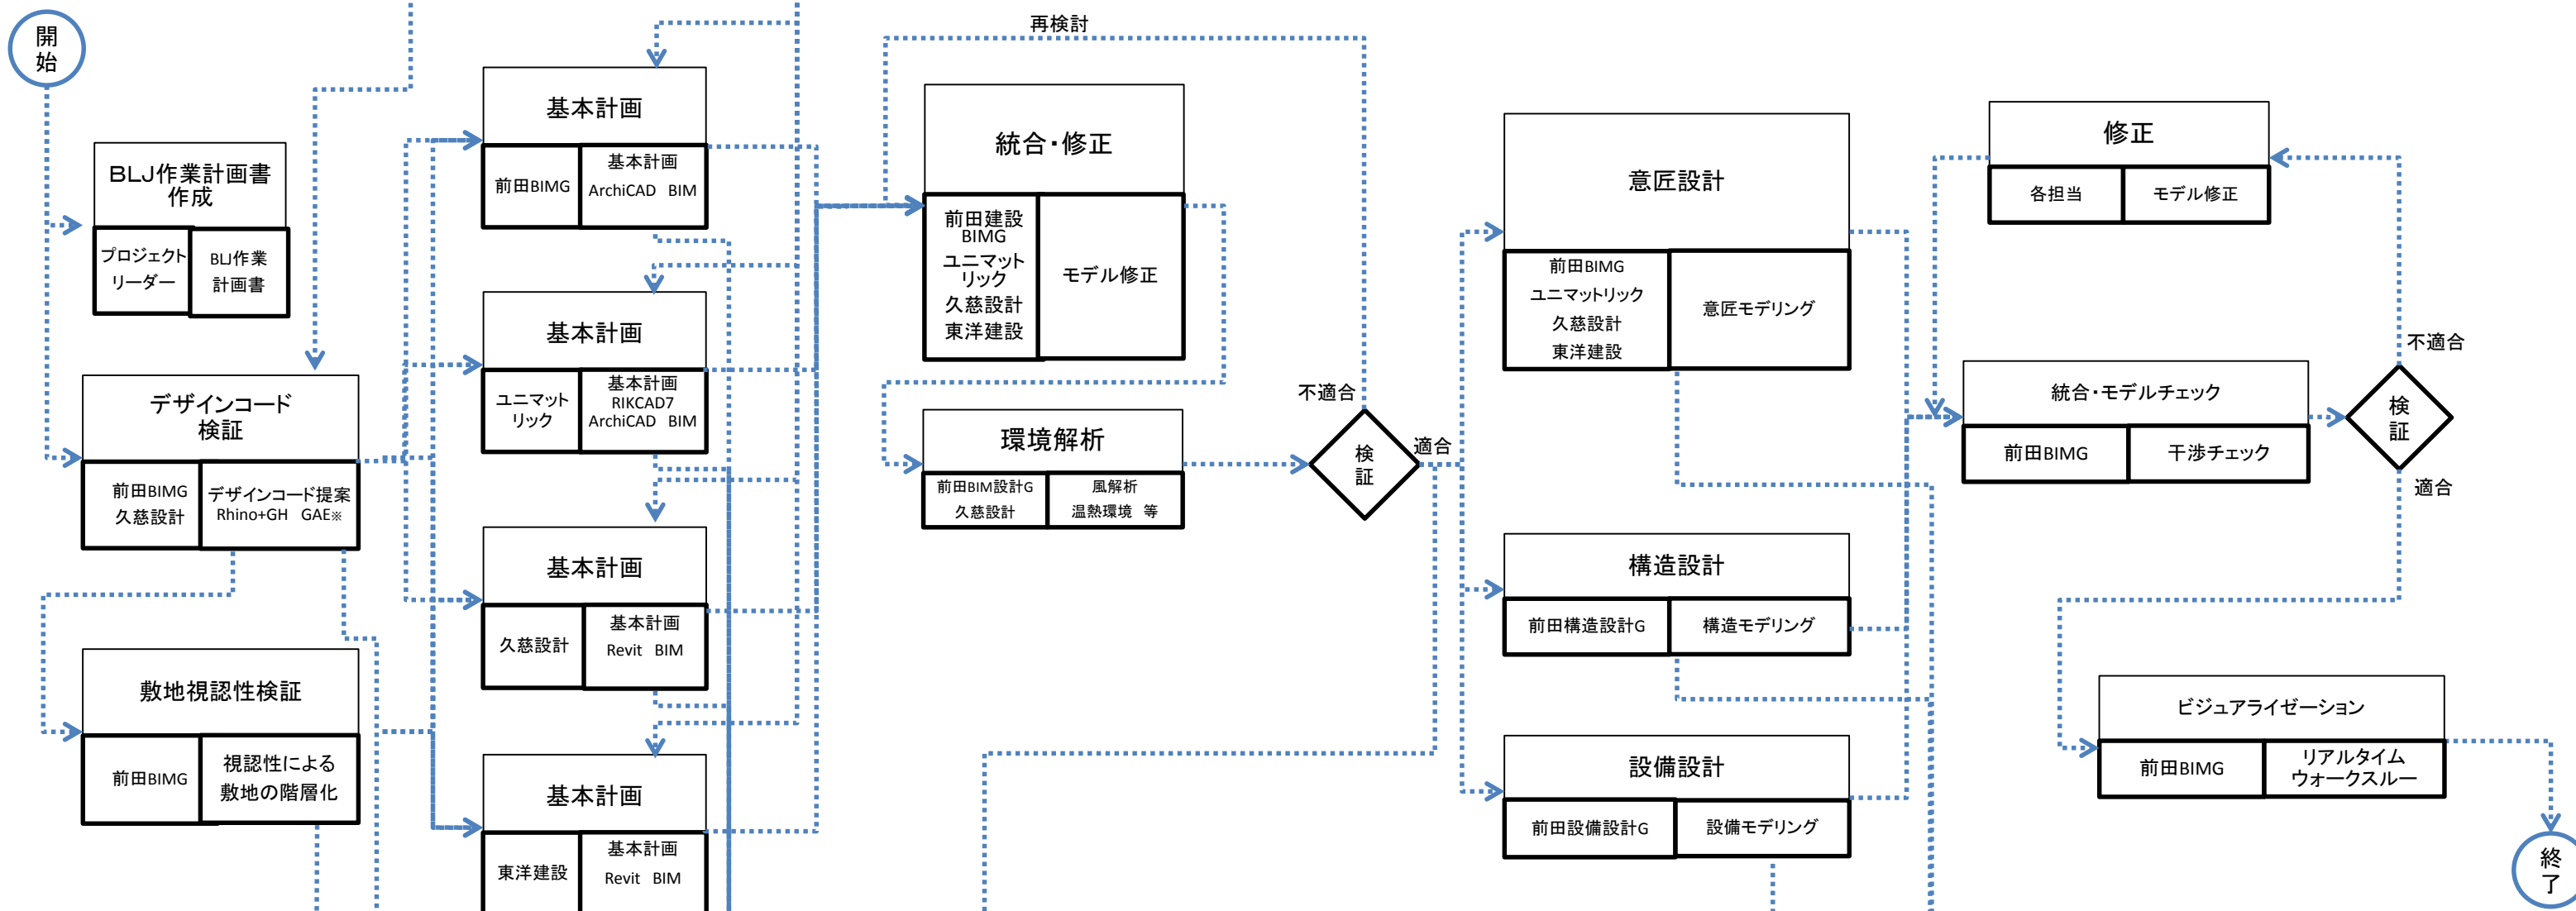 開
始
BLJ作業計画書
作成
プロジェクト
リーダー
BLJ作業
計画書
デザインコード
検証
前田BIMG
久慈設計
デザインコード提案
Rhino+GH GAE※
敷地視認性検証
前田BIMG
視認性による
敷地の階層化
基本計画
前田BIMG
基本計画
ArchiCAD BIM
基本計画
ユニマット
リック
基本計画
RIKCAD7
ArchiCAD BIM
基本計画
久慈設計
基本計画
Revit BIM
基本計画
東洋建設
基本計画
Revit BIM
再検討
統合・修正
前田建設
BIMG
ユニマット
リック
久慈設計
東洋建設
モデル修正
環境解析
前田BIM設計G
久慈設計
風解析
温熱環境 等
不適合
検
証
適合
意匠設計
前田BIMG
ユニマットリック
久慈設計
東洋建設
意匠モデリング
構造設計
前田構造設計G
構造モデリング
設備設計
前田設備設計G
設備モデリング
修正
各担当
モデル修正
統合・モデルチェック
前田BIMG
干渉チェック
不適合
検
証
適合
ビジュアライゼーション
前田BIMG
リアルタイム
ウォークスルー
終
了